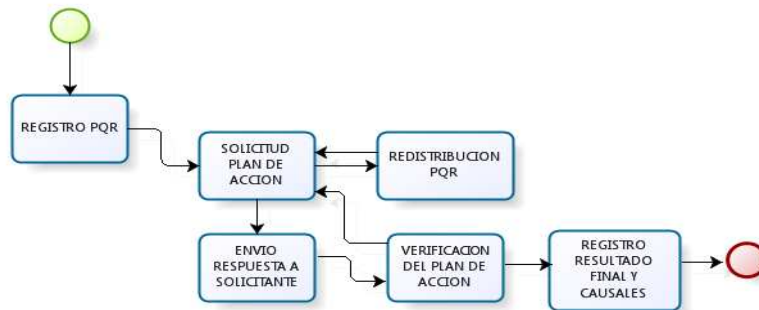 REGISTRO PQR
SOLICITUD
PLAN DE
ACCION
REDISTRIBUCION
PQR
ENVIO
RESPUESTA A
SOLICITANTE
VERIFICACION
DEL PLAN DE
ACCION
REGISTRO
RESULTADO
FINAL Y
CAUSALES